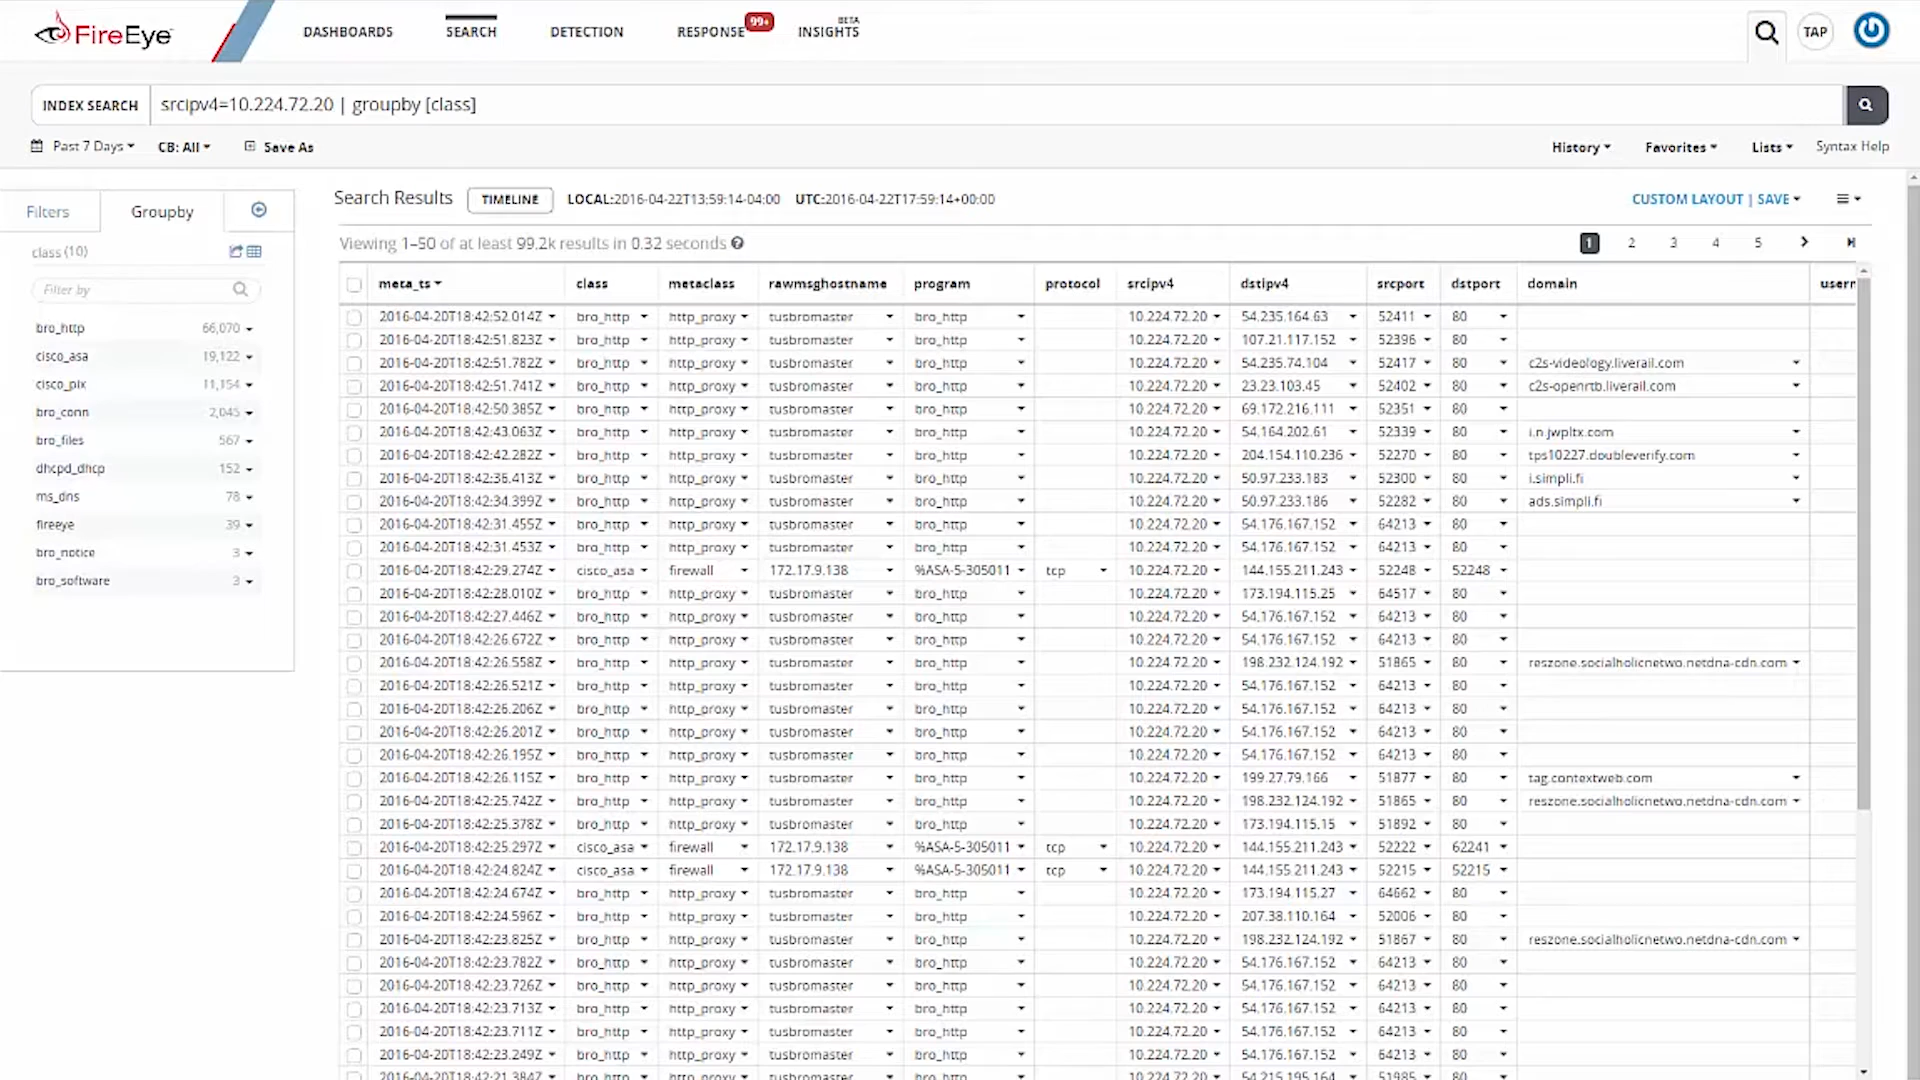 FireEye
DASHBOARDS SEARCH DETECTION RESPONSE 99+ INSIGHTS BETA TAP
INDEX SEARCH srcipv4=10.224.72.20 | groupby [class]
Past 7 Days CB: All Save As History Favorites Lists Syntax Help
Filters Groupby
class (10)
Filter by
bro_http 66,070
cisco_asa 19,122
cisco_pix 11,154
bro_conn 2,045
bro_files 567
dhcpd_dhcp 152
ms_dns 78
fireeye 39
bro_notice 3
bro_software 3
Search Results TIMELINE LOCAL:2016-04-22T13:59:14-04:00 UTC:2016-04-22T17:59:14+00:00 CUSTOM LAYOUT | SAVE
Viewing 1–50 of at least 99.2k results in 0.32 seconds 1 2 3 4 5
meta_ts class metaclass rawmsghostname program protocol srcipv4 dstipv4 srcport dstport domain usern
2016-04-20T18:42:52.014Z bro_http http_proxy tusbromaster bro_http 10.224.72.20 54.235.164.63 52411 80
2016-04-20T18:42:51.823Z bro_http http_proxy tusbromaster bro_http 10.224.72.20 107.21.117.152 52396 80
2016-04-20T18:42:51.782Z bro_http http_proxy tusbromaster bro_http 10.224.72.20 54.235.74.104 52417 80 c2s-videology.liverail.com
2016-04-20T18:42:51.741Z bro_http http_proxy tusbromaster bro_http 10.224.72.20 23.23.103.45 52402 80 c2s-openrtb.liverail.com
2016-04-20T18:42:50.385Z bro_http http_proxy tusbromaster bro_http 10.224.72.20 69.172.216.111 52351 80
2016-04-20T18:42:43.063Z bro_http http_proxy tusbromaster bro_http 10.224.72.20 54.164.202.61 52339 80 i.n.jwpltx.com
2016-04-20T18:42:42.282Z bro_http http_proxy tusbromaster bro_http 10.224.72.20 204.154.110.236 52270 80 tps10227.doubleverify.com
2016-04-20T18:42:36.413Z bro_http http_proxy tusbromaster bro_http 10.224.72.20 50.97.233.183 52300 80 i.simpli.fi
2016-04-20T18:42:34.399Z bro_http http_proxy tusbromaster bro_http 10.224.72.20 50.97.233.186 52282 80 ads.simpli.fi
2016-04-20T18:42:31.455Z bro_http http_proxy tusbromaster bro_http 10.224.72.20 54.176.167.152 64213 80
2016-04-20T18:42:31.453Z bro_http http_proxy tusbromaster bro_http 10.224.72.20 54.176.167.152 64213 80
2016-04-20T18:42:29.274Z cisco_asa firewall 172.17.9.138 %ASA-5-305011 tcp 10.224.72.20 144.155.211.243 52248 52248
2016-04-20T18:42:28.010Z bro_http http_proxy tusbromaster bro_http 10.224.72.20 173.194.115.25 64517 80
2016-04-20T18:42:27.446Z bro_http http_proxy tusbromaster bro_http 10.224.72.20 54.176.167.152 64213 80
2016-04-20T18:42:26.672Z bro_http http_proxy tusbromaster bro_http 10.224.72.20 54.176.167.152 64213 80
2016-04-20T18:42:26.558Z bro_http http_proxy tusbromaster bro_http 10.224.72.20 198.232.124.192 51865 80 reszone.socialholicnetwo.netdna-cdn.com
2016-04-20T18:42:26.521Z bro_http http_proxy tusbromaster bro_http 10.224.72.20 54.176.167.152 64213 80
2016-04-20T18:42:26.206Z bro_http http_proxy tusbromaster bro_http 10.224.72.20 54.176.167.152 64213 80
2016-04-20T18:42:26.201Z bro_http http_proxy tusbromaster bro_http 10.224.72.20 54.176.167.152 64213 80
2016-04-20T18:42:26.195Z bro_http http_proxy tusbromaster bro_http 10.224.72.20 54.176.167.152 64213 80
2016-04-20T18:42:26.115Z bro_http http_proxy tusbromaster bro_http 10.224.72.20 199.27.79.166 51877 80 tag.contextweb.com
2016-04-20T18:42:25.742Z bro_http http_proxy tusbromaster bro_http 10.224.72.20 198.232.124.192 51865 80 reszone.socialholicnetwo.netdna-cdn.com
2016-04-20T18:42:25.378Z bro_http http_proxy tusbromaster bro_http 10.224.72.20 173.194.115.15 51892 80
2016-04-20T18:42:25.297Z cisco_asa firewall 172.17.9.138 %ASA-5-305011 tcp 10.224.72.20 144.155.211.243 52222 62241
2016-04-20T18:42:24.824Z cisco_asa firewall 172.17.9.138 %ASA-5-305011 tcp 10.224.72.20 144.155.211.243 52215 52215
2016-04-20T18:42:24.674Z bro_http http_proxy tusbromaster bro_http 10.224.72.20 173.194.115.27 64662 80
2016-04-20T18:42:24.596Z bro_http http_proxy tusbromaster bro_http 10.224.72.20 207.38.110.164 52006 80
2016-04-20T18:42:23.825Z bro_http http_proxy tusbromaster bro_http 10.224.72.20 198.232.124.192 51867 80 reszone.socialholicnetwo.netdna-cdn.com
2016-04-20T18:42:23.782Z bro_http http_proxy tusbromaster bro_http 10.224.72.20 54.176.167.152 64213 80
2016-04-20T18:42:23.726Z bro_http http_proxy tusbromaster bro_http 10.224.72.20 54.176.167.152 64213 80
2016-04-20T18:42:23.713Z bro_http http_proxy tusbromaster bro_http 10.224.72.20 54.176.167.152 64213 80
2016-04-20T18:42:23.711Z bro_http http_proxy tusbromaster bro_http 10.224.72.20 54.176.167.152 64213 80
2016-04-20T18:42:23.249Z bro_http http_proxy tusbromaster bro_http 10.224.72.20 54.176.167.152 64213 80
2016-04-20T18:42:21.384Z bro_http http_proxy tusbromaster bro_http 10.224.72.20 54.215.195.164 51985 80